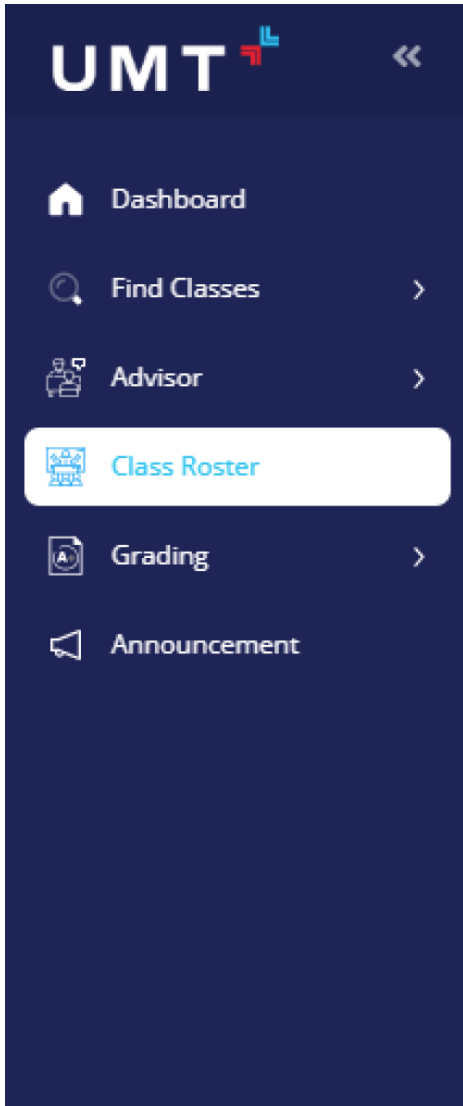 UMT
Dashboard
Find Classes
Advisor
Class Roster
A+
Grading
Announcement